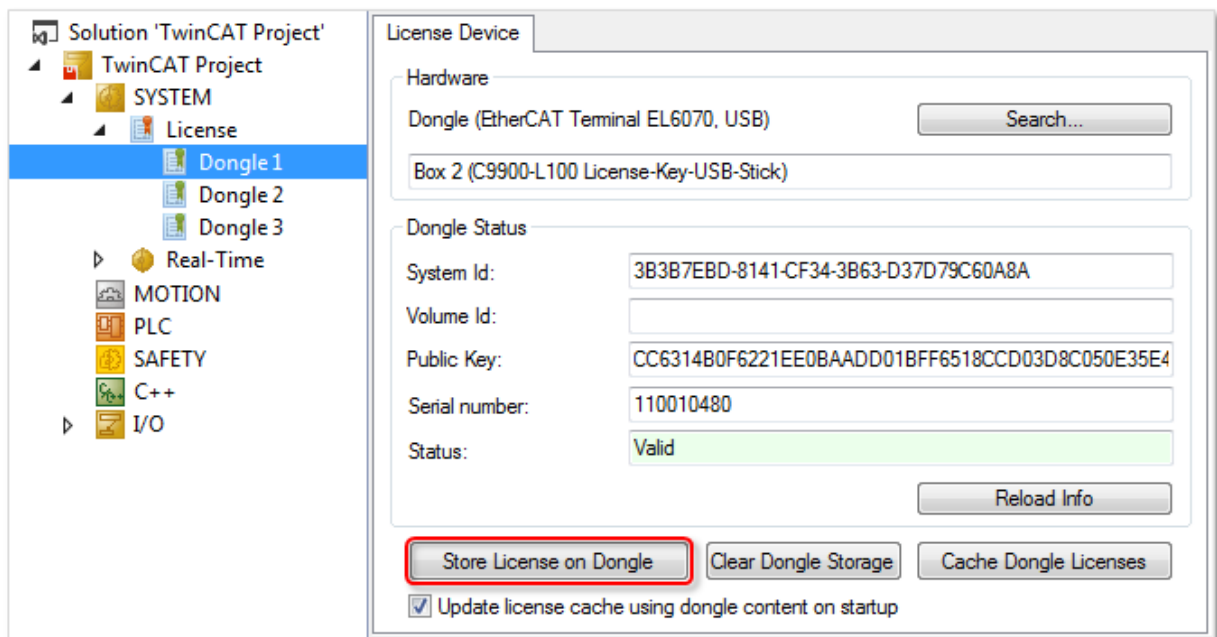 Solution 'TwinCAT Project'
TwinCAT Project
SYSTEM
License
Dongle 1
Dongle 2
Dongle 3
Real-Time
MOTION
PLC
SAFETY
C++
I/O
License Device
Hardware
Dongle (EtherCAT Terminal EL6070, USB)
Search...
Box 2 (C9900-L100 License-Key-USB-Stick)
Dongle Status
System Id:
3B3B7EBD-8141-CF34-3B63-D37D79C60A8A
Volume Id:
Public Key:
CC6314B0F6221EE0BAADD01BFF6518CCD03D8C050E35E4
Serial number:
110010480
Status:
Valid
Reload Info
Store License on Dongle
Clear Dongle Storage
Cache Dongle Licenses
Update license cache using dongle content on startup